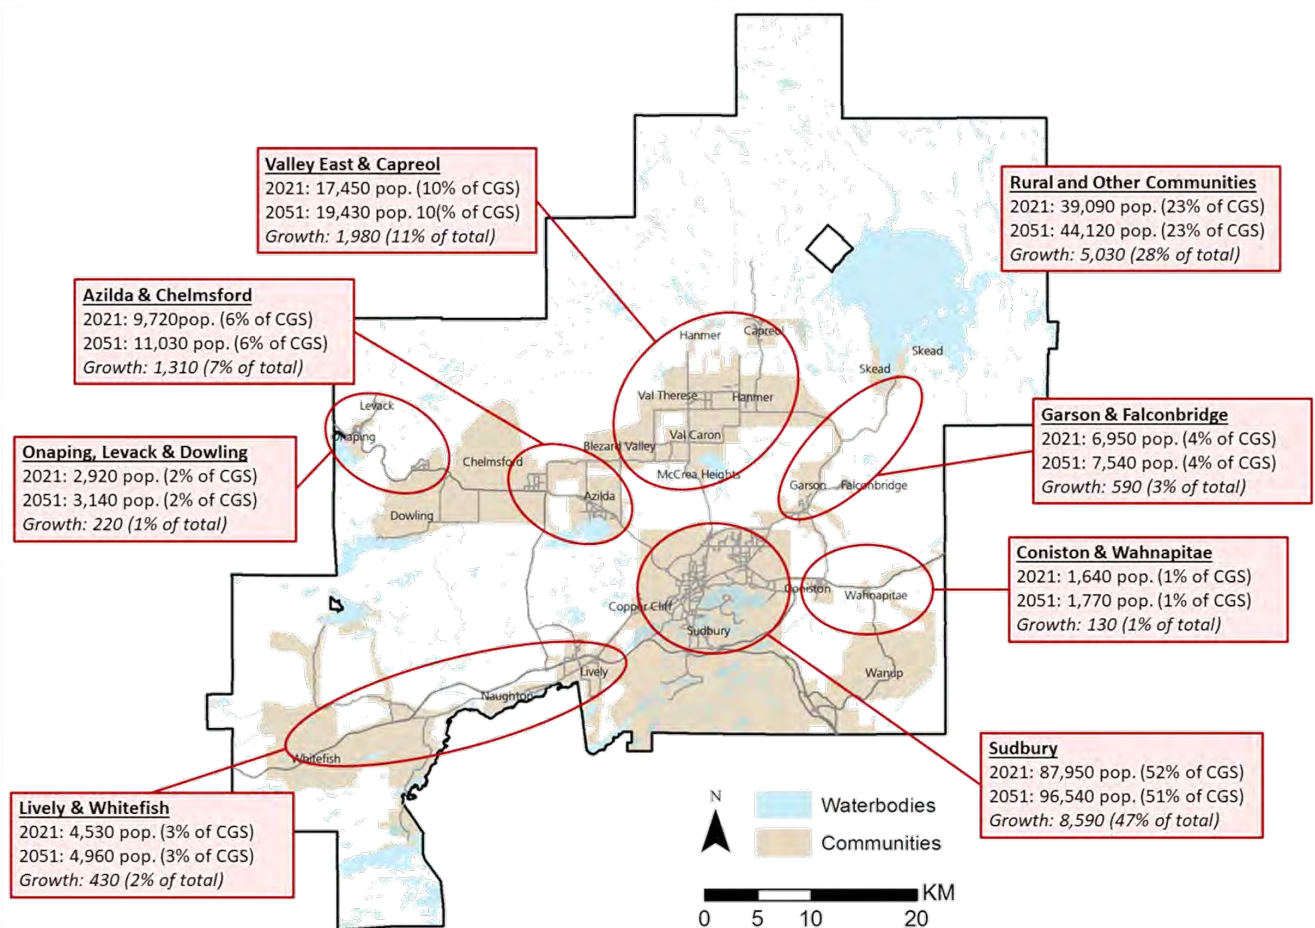 Valley East & Capreol
2021: 17,450 pop. (10% of CGS)
2051: 19,430 pop. 10(% of CGS)
Growth: 1,980 (11% of total)
Rural and Other Communities
2021: 39,090 pop. (23% of CGS)
2051: 44,120 pop. (23% of CGS)
Growth: 5,030 (28% of total)
Azilda & Chelmsford
2021: 9,720pop. (6% of CGS)
2051: 11,030 pop. (6% of CGS)
Growth: 1,310 (7% of total)
Onaping, Levack & Dowling
2021: 2,920 pop. (2% of CGS)
2051: 3,140 pop. (2% of CGS)
Growth: 220 (1% of total)
Garson & Falconbridge
2021: 6,950 pop. (4% of CGS)
2051: 7,540 pop. (4% of CGS)
Growth: 590 (3% of total)
Coniston & Wahnapitae
2021: 1,640 pop. (1% of CGS)
2051: 1,770 pop. (1% of CGS)
Growth: 130 (1% of total)
Sudbury
2021: 87,950 pop. (52% of CGS)
2051: 96,540 pop. (51% of CGS)
Growth: 8,590 (47% of total)
Lively & Whitefish
2021: 4,530 pop. (3% of CGS)
2051: 4,960 pop. (3% of CGS)
Growth: 430 (2% of total)
Hanmer
Capreol
Skead
Skead
Levack
Onaping
Val Therese
Hanmer
Val Caron
Blezard Valley
Chelmsford
McCrea Heights
Garson
Falconbridge
Azilda
Dowling
Coniston
Wahnapitae
Copper Cliff
Sudbury
Wanup
Lively
Naughton
Whitefish
N
Waterbodies
Communities
KM
0 5 10 20